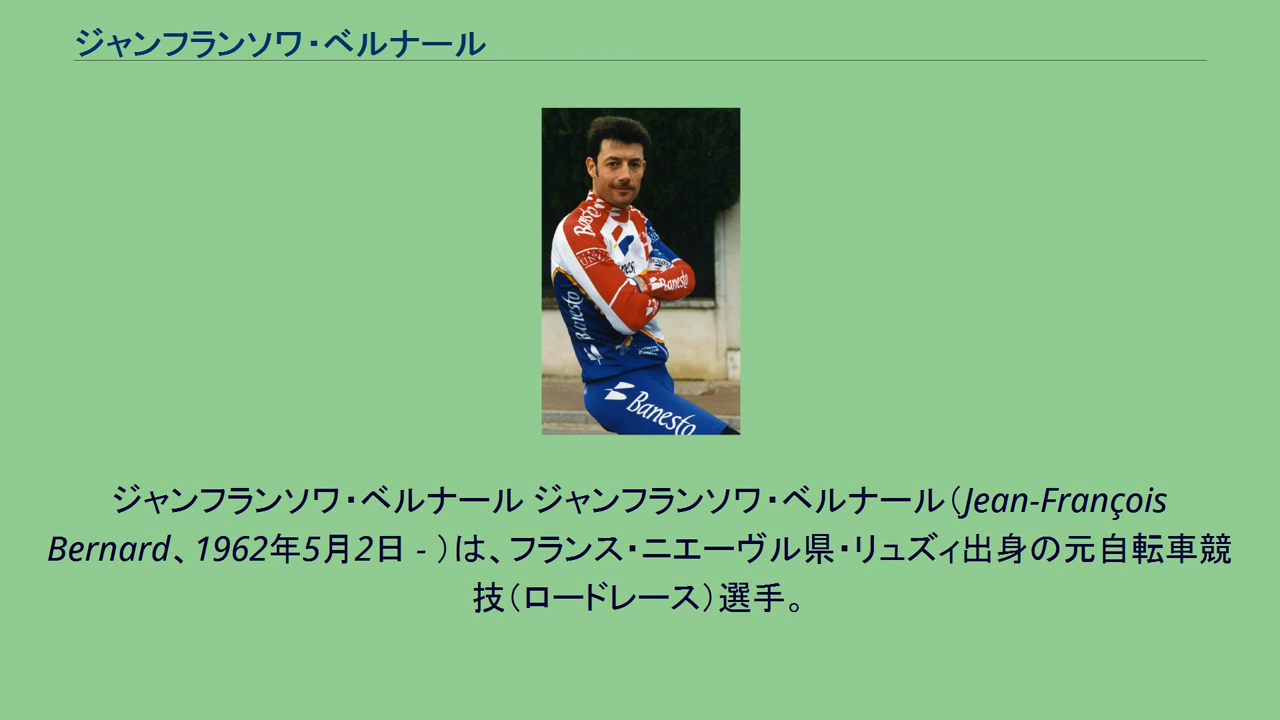 ジャンフランソワ・ベルナール
Banesto
Banesto
Banesto
Banesto
ジャンフランソワ・ベルナール ジャンフランソワ・ベルナール（Jean-François
Bernard、1962年5月2日 - ）は、フランス・ニエーヴル県・リュズィ出身の元自転車競
技（ロードレース）選手。